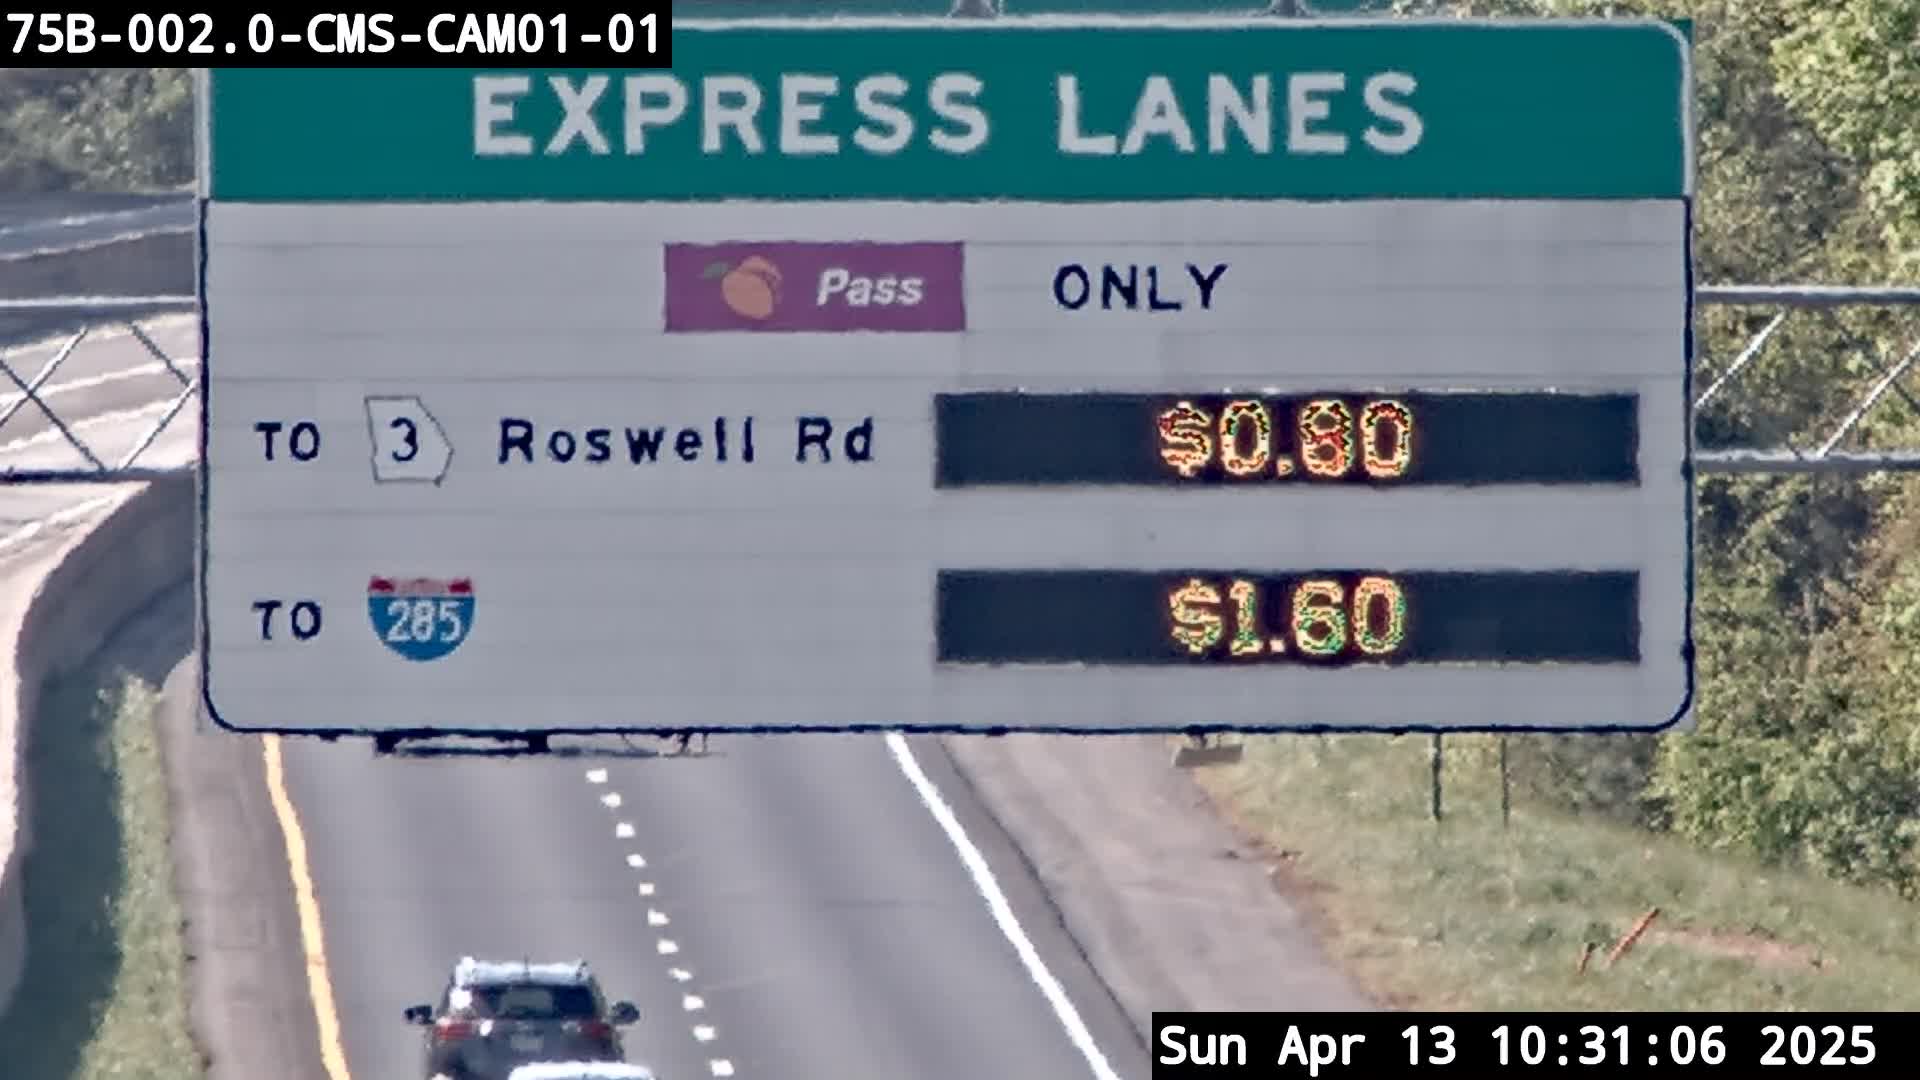 75B-002.0-CMS-CAM01-01
EXPRESS LANES
Pass ONLY
TO 3 Roswell Rd $0.80
TO 285 $1.60
Sun Apr 13 10:31:06 2025